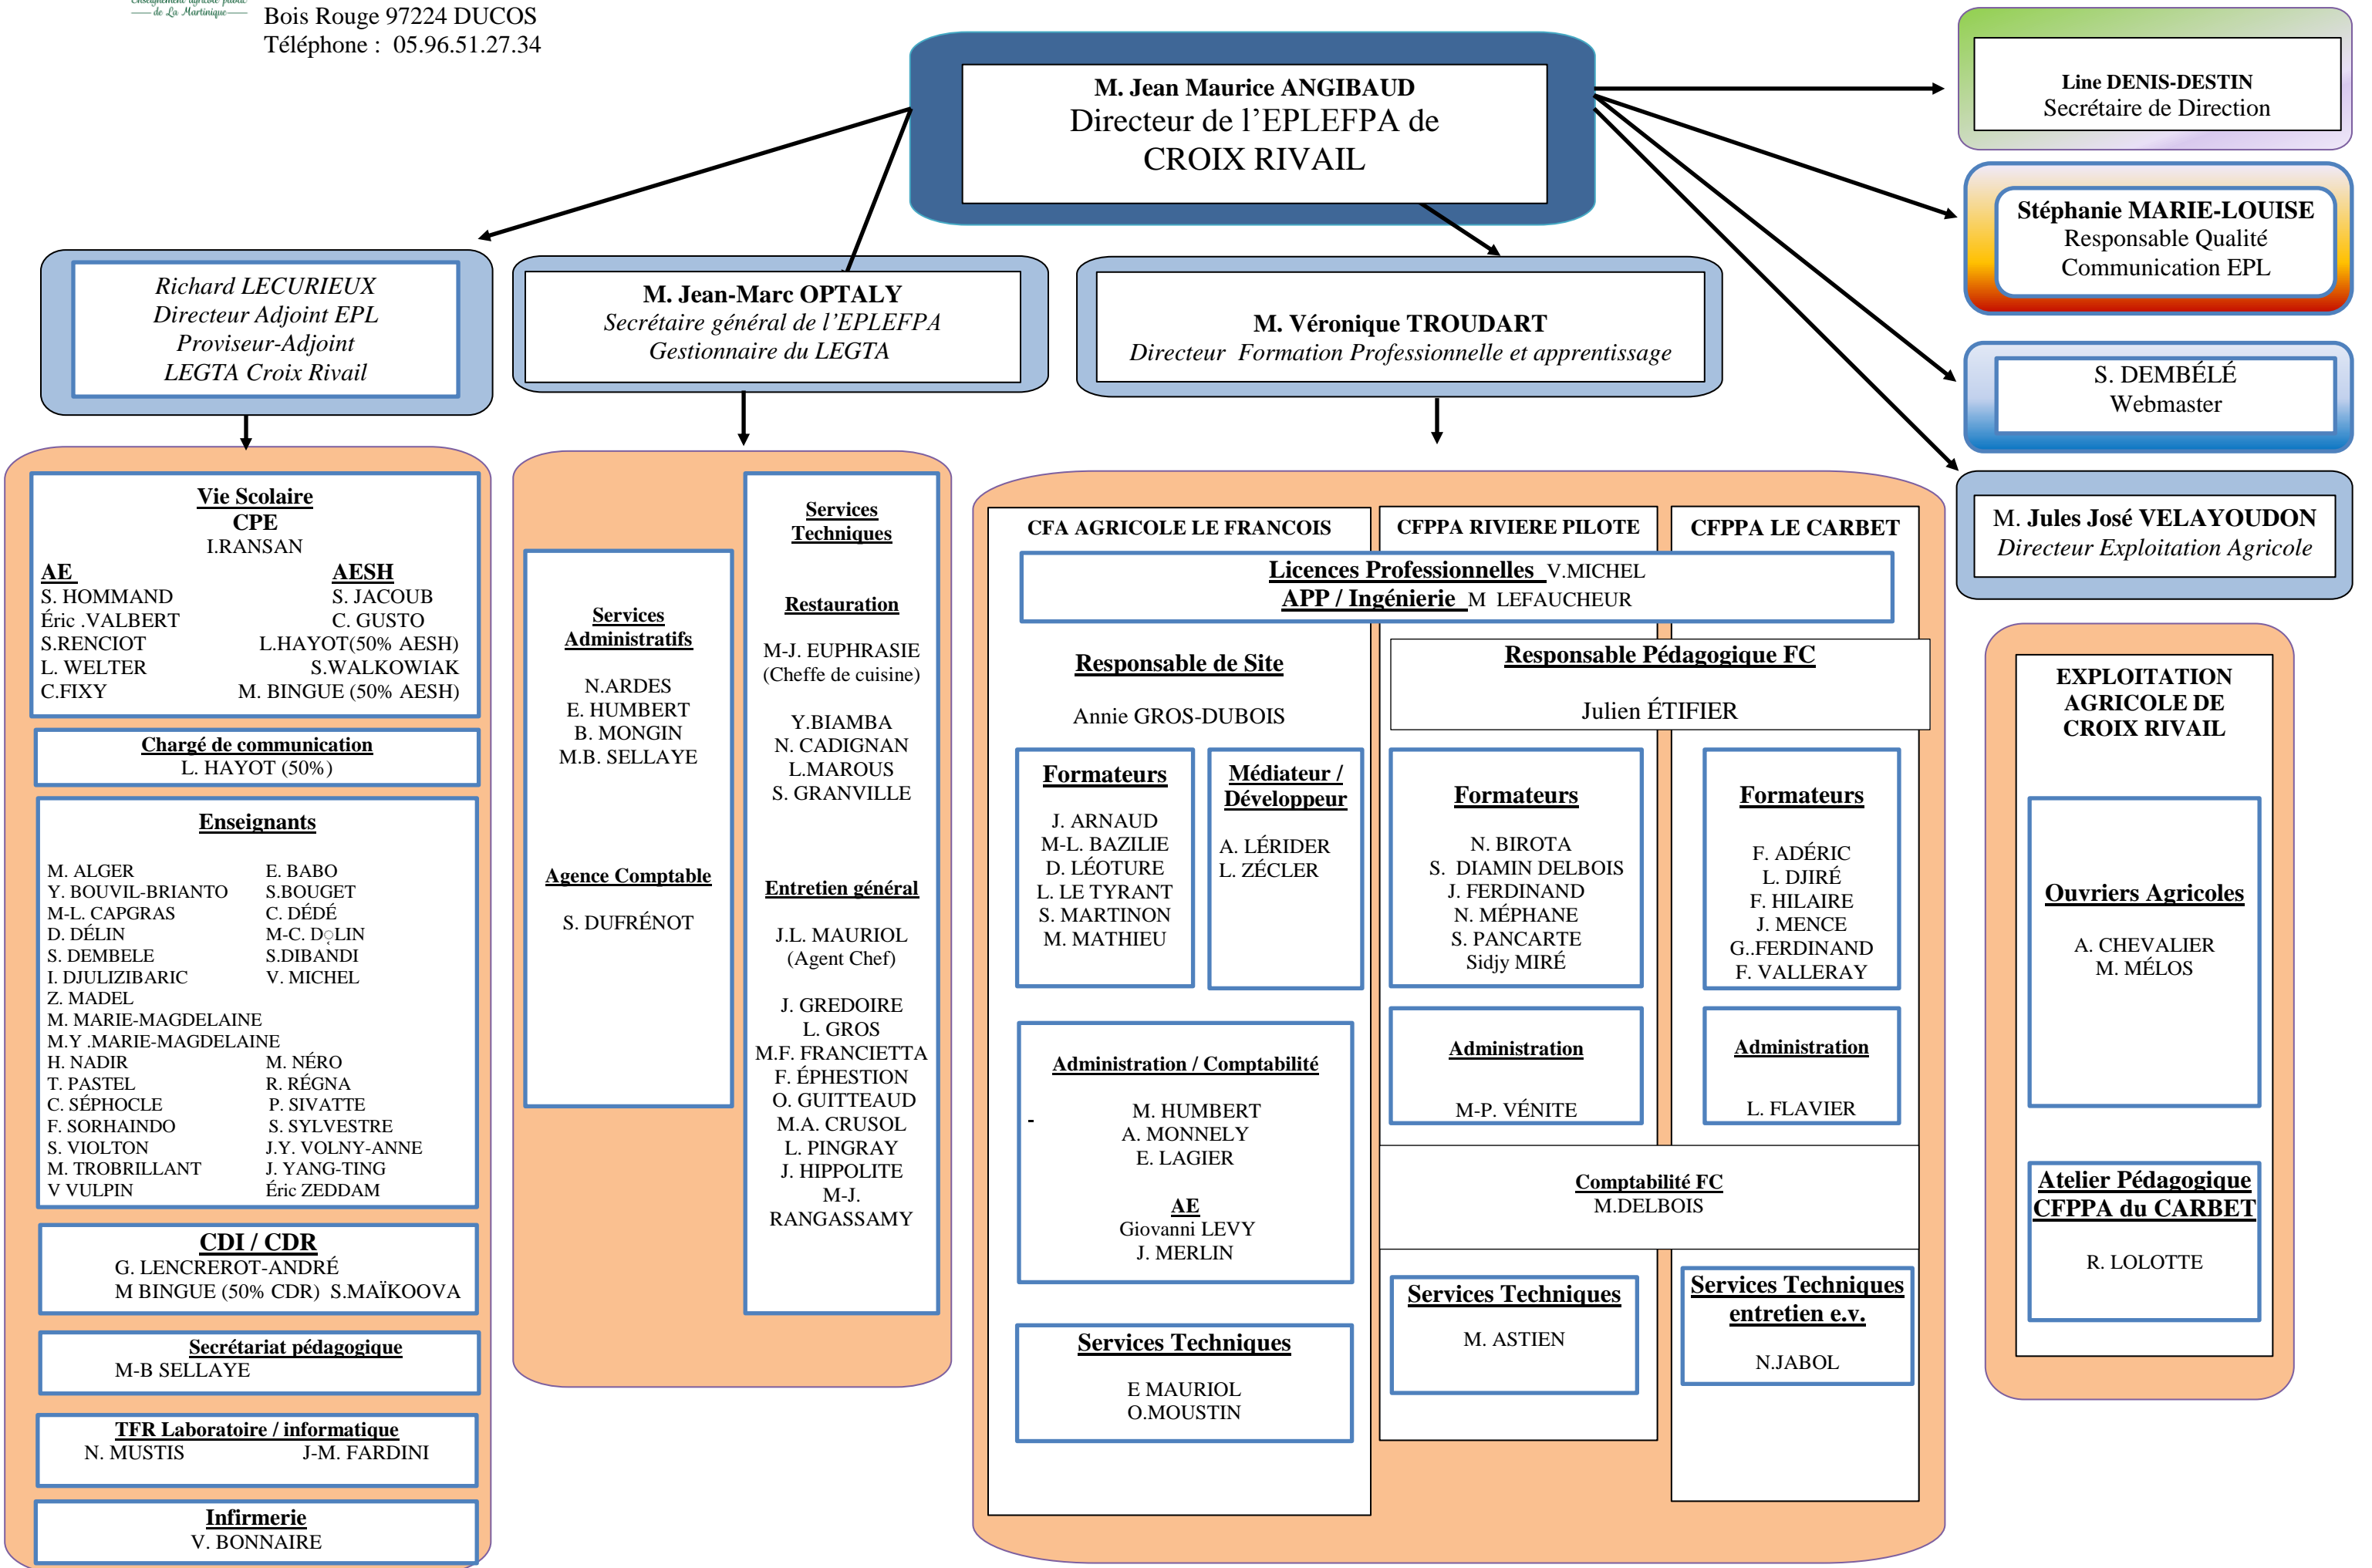 Enseignement agricole public
de La Martinique
Bois Rouge 97224 DUCOS
Téléphone : 05.96.51.27.34
M. Jean Maurice ANGIBAUD
Directeur de l’EPLEFPA de
CROIX RIVAIL
Line DENIS-DESTIN
Secrétaire de Direction
Stéphanie MARIE-LOUISE
Responsable Qualité
Communication EPL
S. DEMBÉLÉ
Webmaster
M. Jules José VELAYOUDON
Directeur Exploitation Agricole
Richard LECURIEUX
Directeur Adjoint EPL
Proviseur-Adjoint
LEGTA Croix Rivail
M. Jean-Marc OPTALY
Secrétaire général de l’EPLEFPA
Gestionnaire du LEGTA
M. Véronique TROUDART
Directeur Formation Professionnelle et apprentissage
Vie Scolaire
CPE
I.RANSAN
AE AESH
S. HOMMAND S. JACOUB
Éric .VALBERT C. GUSTO
S.RENCIOT L.HAYOT(50% AESH)
L. WELTER S.WALKOWIAK
C.FIXY M. BINGUE (50% AESH)
Chargé de communication
L. HAYOT (50%)
Enseignants
M. ALGER E. BABO
Y. BOUVIL-BRIANTO S.BOUGET
M-L. CAPGRAS C. DÉDÉ
D. DÉLIN M-C. D LIN
S. DEMBELE S.DIBANDI
I. DJULIZIBARIC V. MICHEL
Z. MADEL
M. MARIE-MAGDELAINE
M.Y .MARIE-MAGDELAINE
H. NADIR M. NÉRO
T. PASTEL R. RÉGNA
C. SÉPHOCLE P. SIVATTE
F. SORHAINDO S. SYLVESTRE
S. VIOLTON J.Y. VOLNY-ANNE
M. TROBRILLANT J. YANG-TING
V VULPIN Éric ZEDDAM
CDI / CDR
G. LENCREROT-ANDRÉ
M BINGUE (50% CDR) S.MAÏKOOVA
Secrétariat pédagogique
M-B SELLAYE
TFR Laboratoire / informatique
N. MUSTIS J-M. FARDINI
Infirmerie
V. BONNAIRE
Services
Administratifs
N.ARDES
E. HUMBERT
B. MONGIN
M.B. SELLAYE
Agence Comptable
S. DUFRÉNOT
Services
Techniques
Restauration
M-J. EUPHRASIE
(Cheffe de cuisine)
Y.BIAMBA
N. CADIGNAN
L.MAROUS
S. GRANVILLE
Entretien général
J.L. MAURIOL
(Agent Chef)
J. GREDOIRE
L. GROS
M.F. FRANCIETTA
F. ÉPHESTION
O. GUITTEAUD
M.A. CRUSOL
L. PINGRAY
J. HIPPOLITE
M-J.
RANGASSAMY
CFA AGRICOLE LE FRANCOIS
CFPPA RIVIERE PILOTE
CFPPA LE CARBET
Licences Professionnelles V.MICHEL
APP / Ingénierie M LEFAUCHEUR
Responsable de Site
Annie GROS-DUBOIS
Responsable Pédagogique FC
Julien ÉTIFIER
Formateurs
J. ARNAUD
M-L. BAZILIE
D. LÉOTURE
L. LE TYRANT
S. MARTINON
M. MATHIEU
Médiateur /
Développeur
A. LÉRIDER
L. ZÉCLER
Formateurs
N. BIROTA
S. DIAMIN DELBOIS
J. FERDINAND
N. MÉPHANE
S. PANCARTE
Sidjy MIRÉ
Formateurs
F. ADÉRIC
L. DJIRÉ
F. HILAIRE
J. MENCE
G..FERDINAND
F. VALLERAY
Administration / Comptabilité
- M. HUMBERT
A. MONNELY
E. LAGIER
AE
Giovanni LEVY
J. MERLIN
Administration
M-P. VÉNITE
Administration
L. FLAVIER
Comptabilité FC
M.DELBOIS
Services Techniques
E MAURIOL
O.MOUSTIN
Services Techniques
M. ASTIEN
Services Techniques
entretien e.v.
N.JABOL
EXPLOITATION
AGRICOLE DE
CROIX RIVAIL
Ouvriers Agricoles
A. CHEVALIER
M. MÉLOS
Atelier Pédagogique
CFPPA du CARBET
R. LOLOTTE